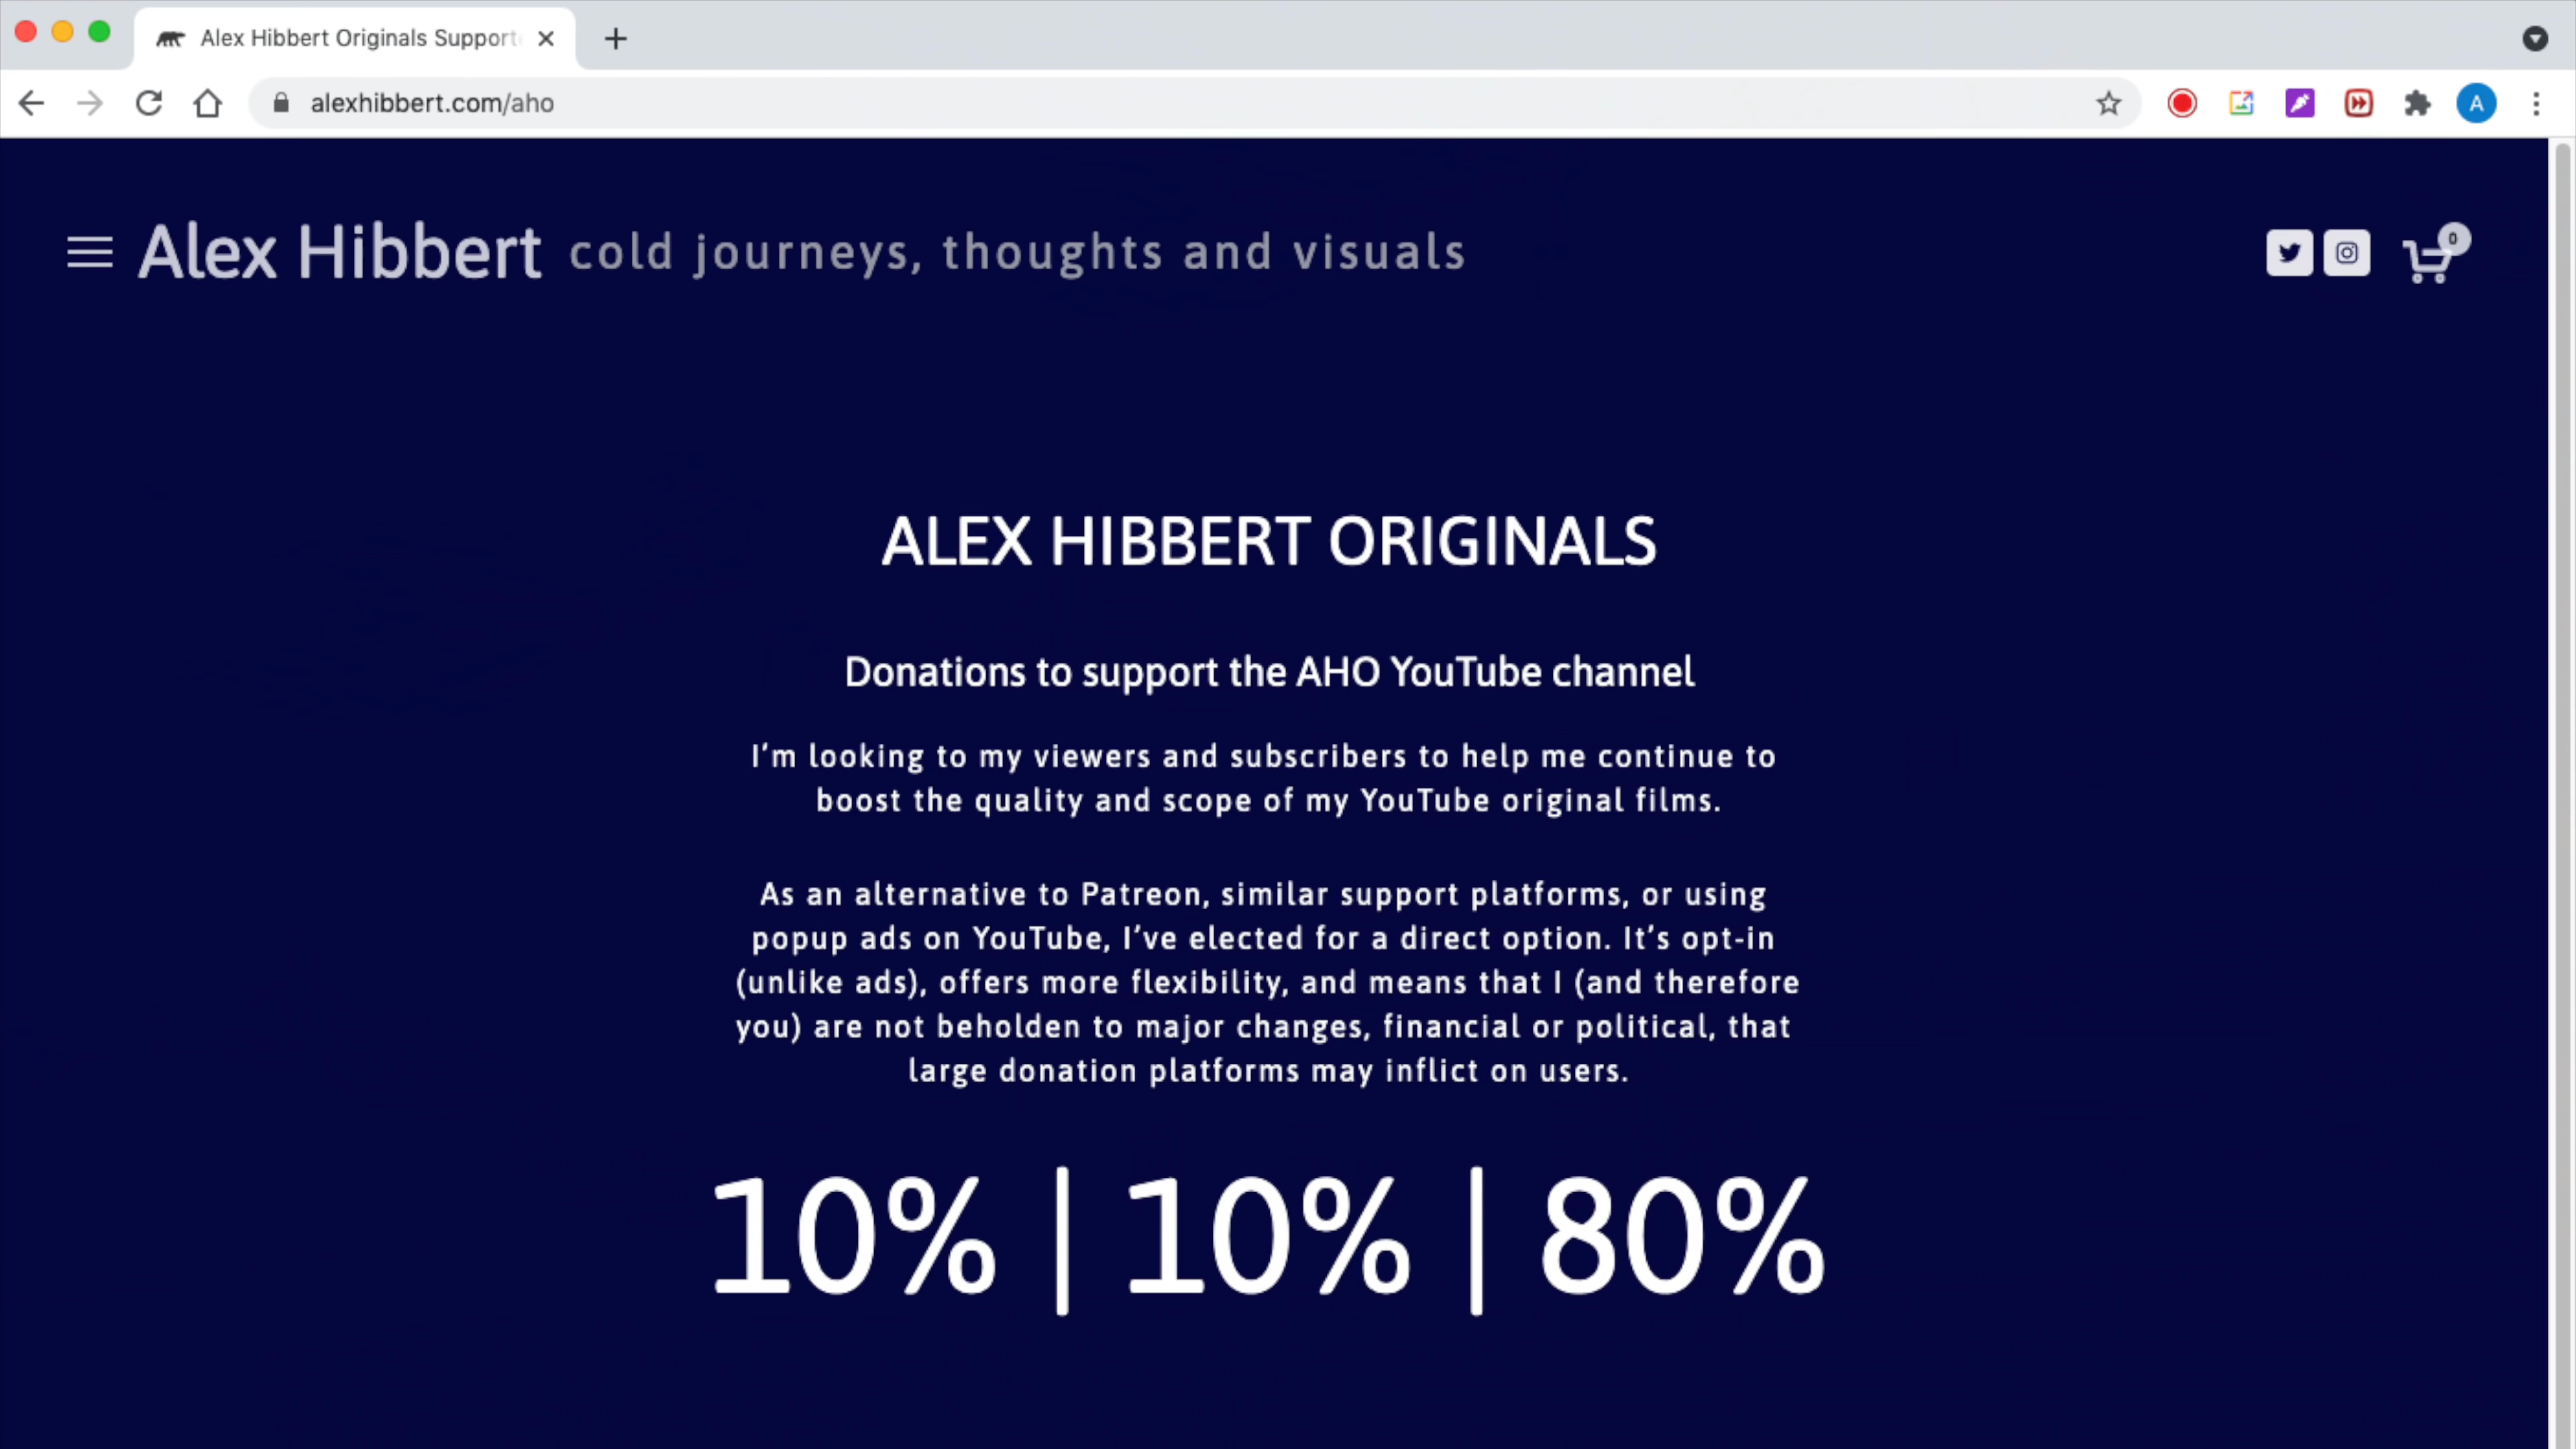 Alex Hibbert Originals Support
alexhibbert.com/aho
A
Alex Hibbert cold journeys, thoughts and visuals
0
ALEX HIBBERT ORIGINALS
Donations to support the AHO YouTube channel
I'm looking to my viewers and subscribers to help me continue to
boost the quality and scope of my YouTube original films.
As an alternative to Patreon, similar support platforms, or using
popup ads on YouTube, I've elected for a direct option. It's opt-in
(unlike ads), offers more flexibility, and means that I (and therefore
you) are not beholden to major changes, financial or political, that
large donation platforms may inflict on users.
10% | 10% | 80%